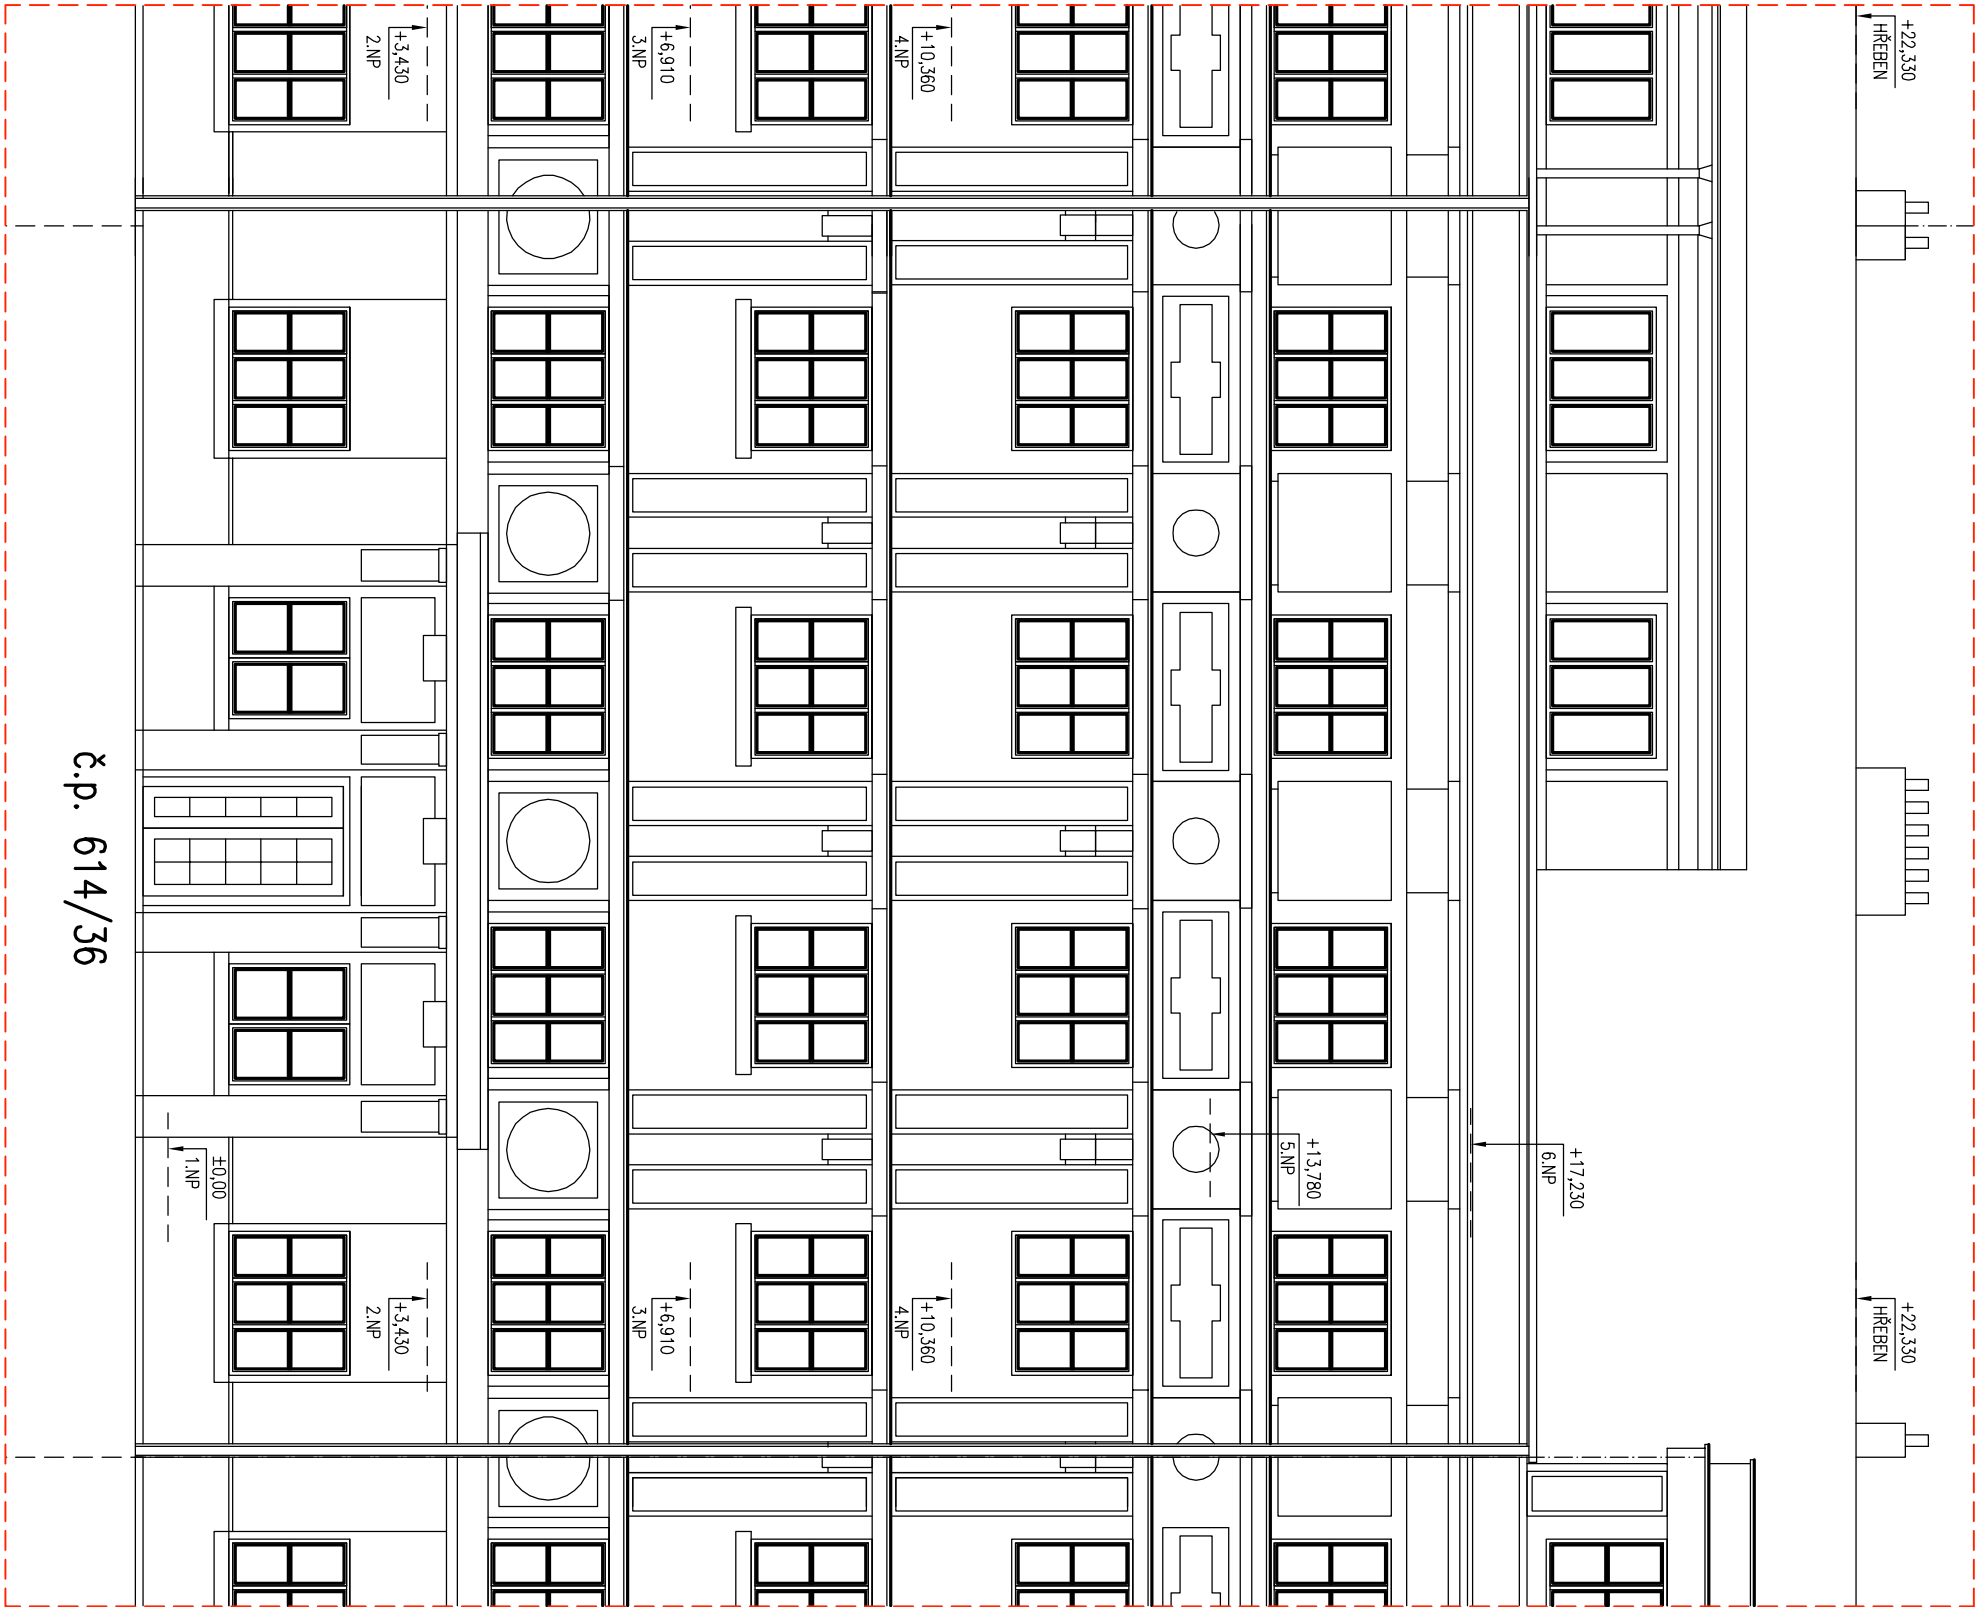 +22,330
HŘEBEN
+22,330
HŘEBEN
+17,230
6.NP
+13,780
5.NP
+10,360
4.NP
+10,360
4.NP
+6,910
3.NP
+6,910
3.NP
+3,430
2.NP
+3,430
2.NP
±0,00
1.NP
č.p. 614/36